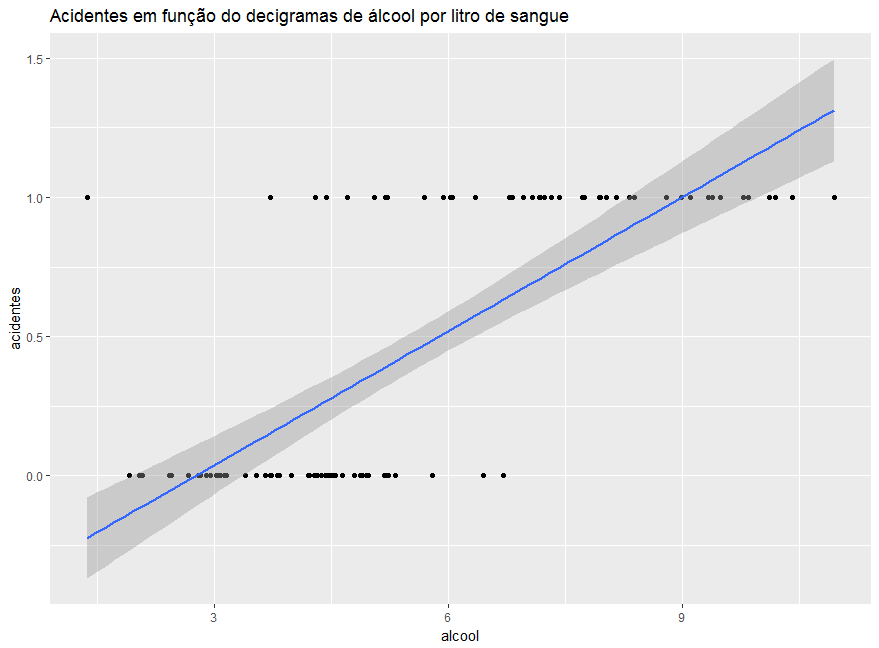 Acidentes em função do decigramas de álcool por litro de sangue
1.5
1.0
0.5
0.0
acidentes
3
6
9
alcool